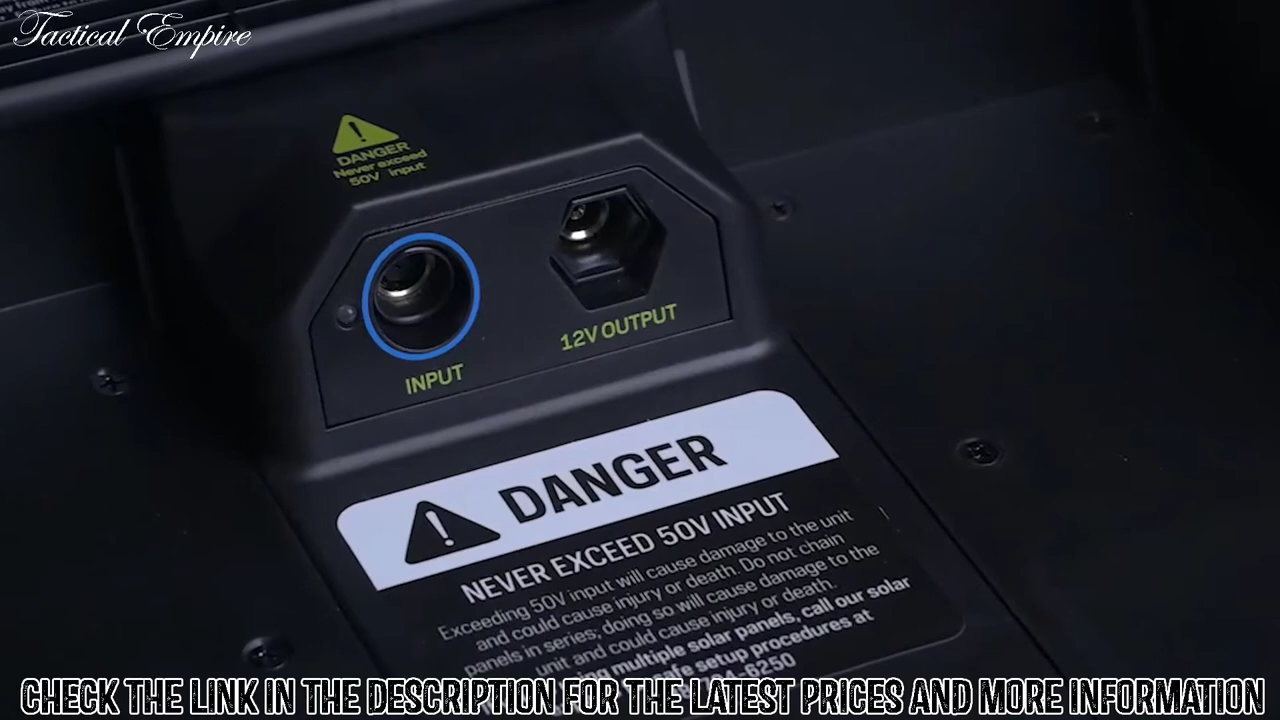 Tactical Empire
DANGER
Never exceed
50V input
INPUT
12V OUTPUT
DANGER
NEVER EXCEED 50V INPUT
Exceeding 50V input will cause damage to the unit
and could cause injury or death. Do not chain
panels in series; doing so will cause damage to the
unit and could cause injury or death.
multiple solar panels, call our solar
safe setup procedures at
-6250
CHECK THE LINK IN THE DESCRIPTION FOR THE LATEST PRICES AND MORE INFORMATION